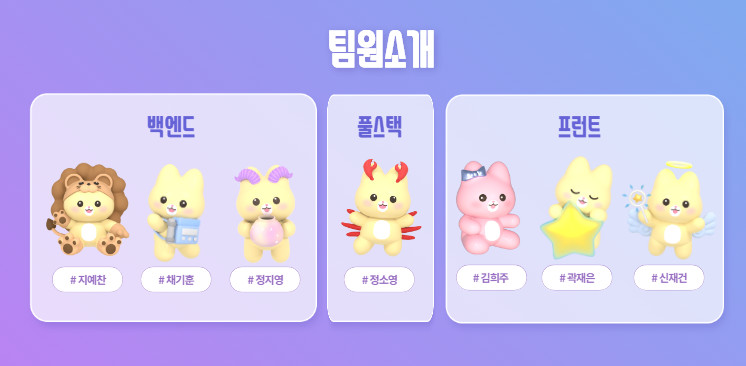 팀원소개
백엔드
풀스택
프런트
# 지예찬
# 채기훈
# 정지영
# 정소영
# 김희주
# 곽재은
# 신재건